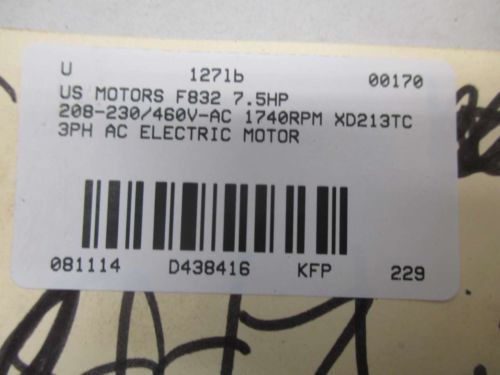 U 127lb 00170
US MOTORS F832 7.5HP
208-230/460V-AC 1740RPM XD213TC
3PH AC ELECTRIC MOTOR
081114 D438416 KFP 229